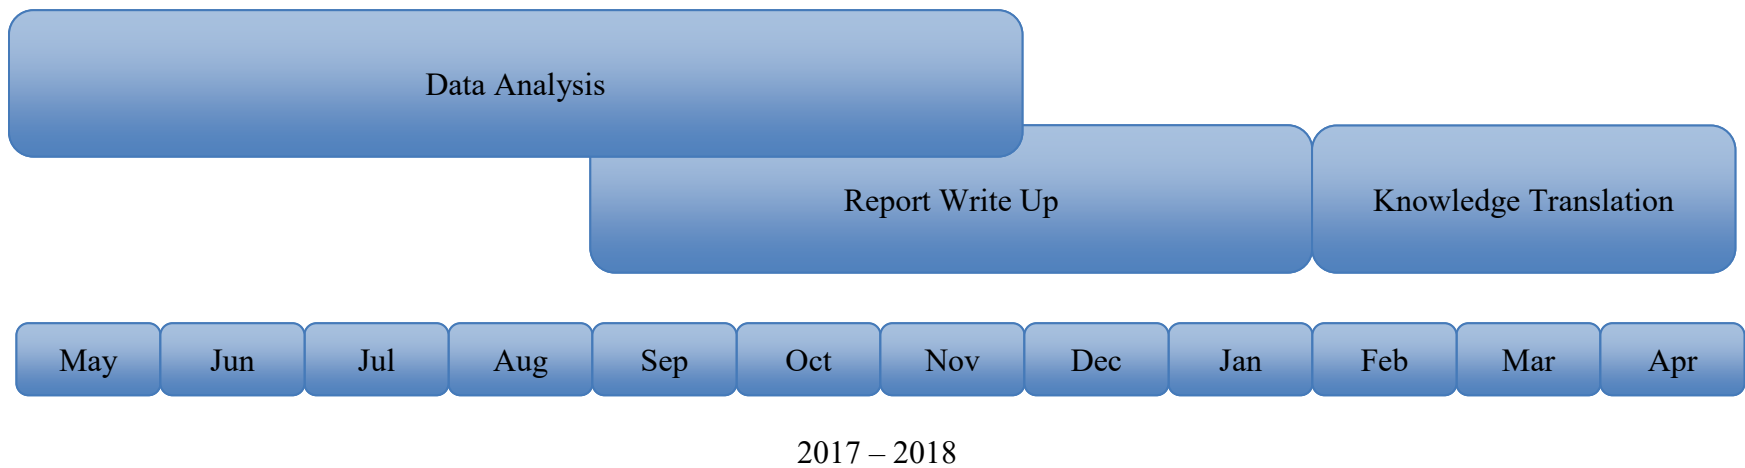 Data Analysis
Report Write Up
Knowledge Translation
May Jun Jul Aug Sep Oct Nov Dec Jan Feb Mar Apr
2017 – 2018